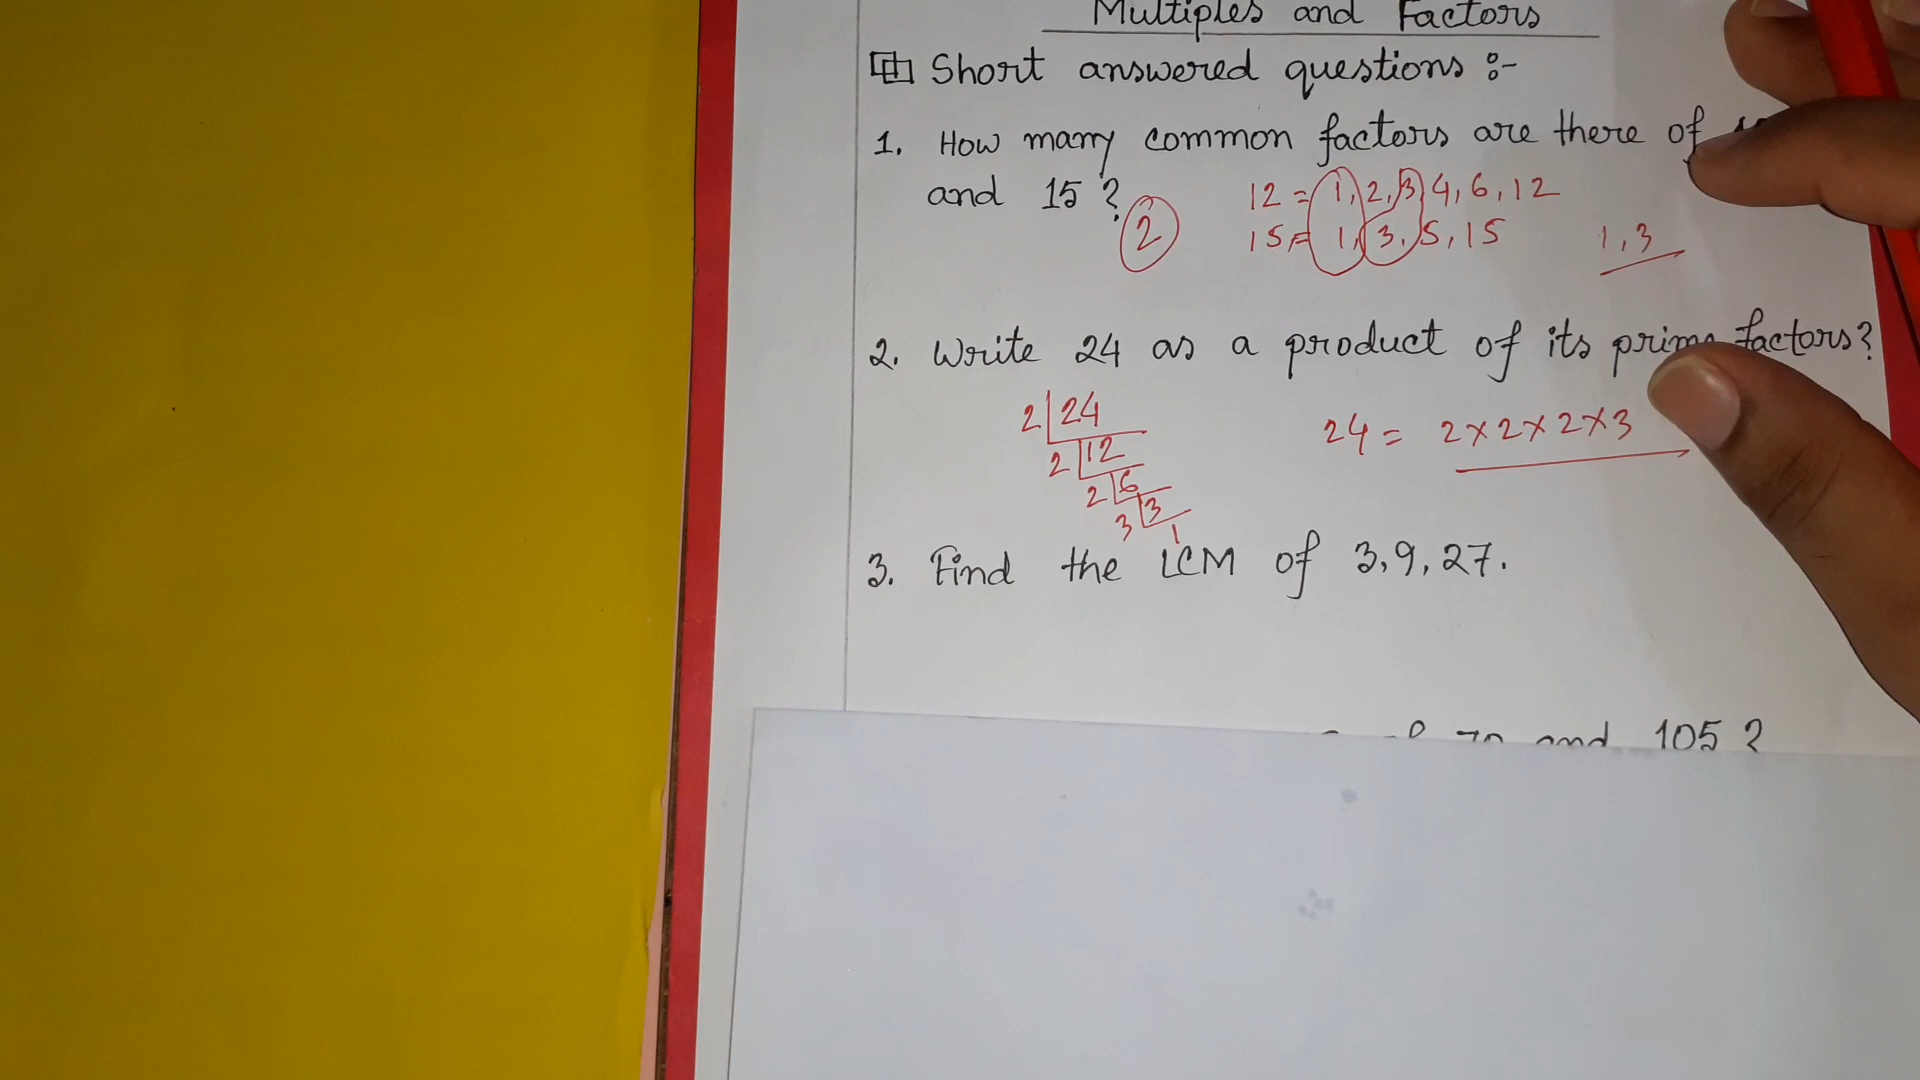 Multiples and Factors
Short answered questions :-
1. How many common factors are there of
and 15 ?
2
12 = 1, 2, 3, 4, 6, 12
15 = 1, 3, 5, 15
1, 3
2. Write 24 as a product of its prime factors?
2 24
2 12
2 6
3 3
1
24 = 2×2×2×3
3. Find the LCM of 3, 9, 27.
and 105 ?